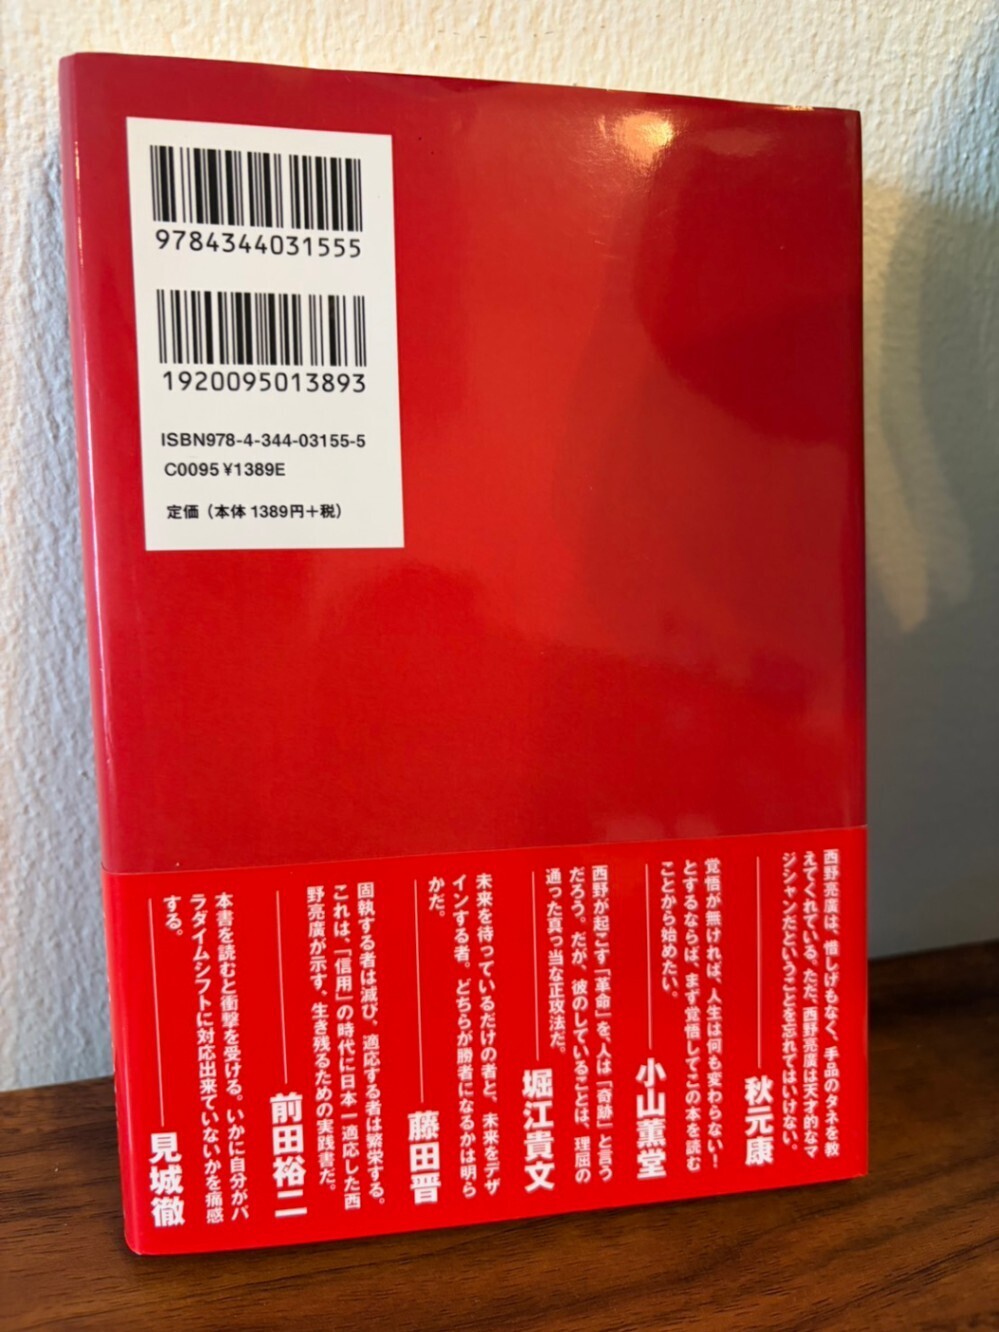 9784344031555
1920095013893
ISBN978-4-344-03155-5
C0095 ¥1389E
定価（本体 1389円＋税）
西野亮廣は、惜しげもなく、手品のタネを教
えてくれている。ただ、西野亮廣は天才的なマ
ジシャンだということを忘れてはいけない。
秋元康
覚悟が無ければ、人生は何も変わらない！
とするならば、まず覚悟してこの本を読む
ことから始めたい。
小山薫堂
西野が起こす「革命」を、人は「奇跡」と言う
だろう。だが、彼のしていることは、理屈の
通った真っ当な正攻法だ。
堀江貴文
未来を待っているだけの者と、未来をデザ
インする者。どちらが勝者になるかは明ら
かだ。
藤田晋
固執する者は滅び、適応する者は繁栄する。
これは、「信用」の時代に日本一適応した西
野亮廣が示す、生き残るための実践書だ。
前田裕二
本書を読むと衝撃を受ける。いかに自分がパ
ラダイムシフトに対応出来ていないかを痛感
する。
見城徹